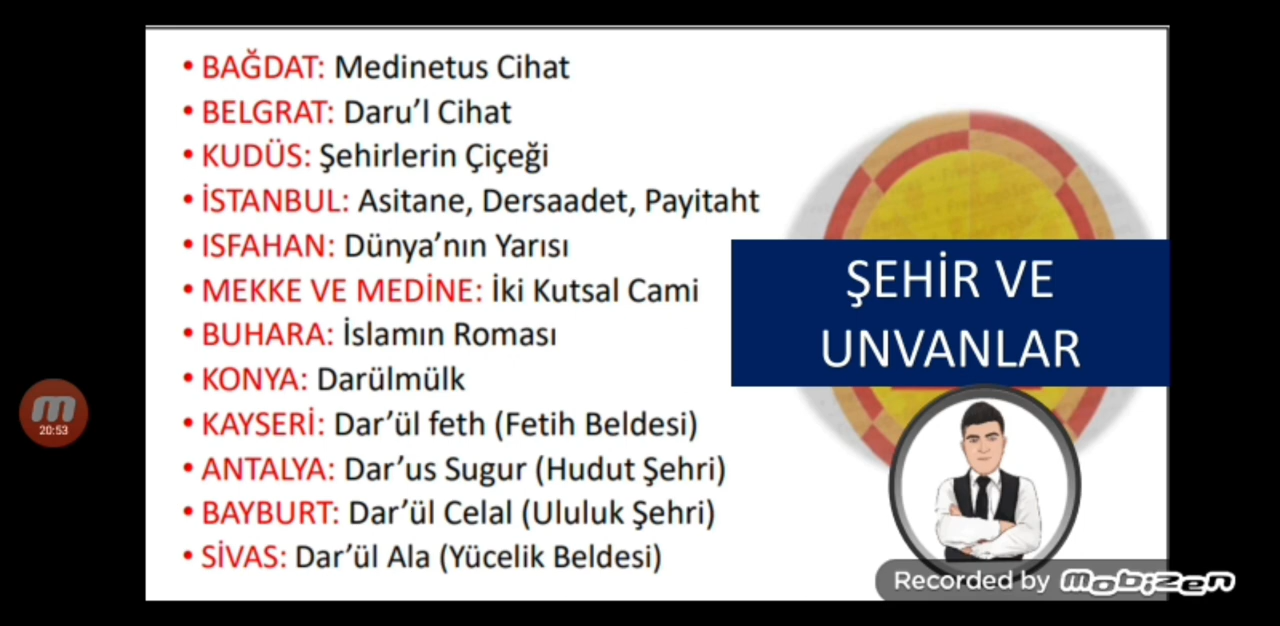 • BAĞDAT: Medinetus Cihat
• BELGRAT: Daru’l Cihat
• KUDÜS: Şehirlerin Çiçeği
• İSTANBUL: Asitane, Dersaadet, Payitaht
• ISFAHAN: Dünya’nın Yarısı
• MEKKE VE MEDİNE: İki Kutsal Cami
• BUHARA: İslamın Roması
• KONYA: Darülmülk
• KAYSERİ: Dar’ül feth (Fetih Beldesi)
• ANTALYA: Dar’us Sugur (Hudut Şehri)
• BAYBURT: Dar’ül Celal (Ululuk Şehri)
• SİVAS: Dar’ül Ala (Yücelik Beldesi)
ŞEHİR VE
UNVANLAR
20:53
Recorded by mobizen